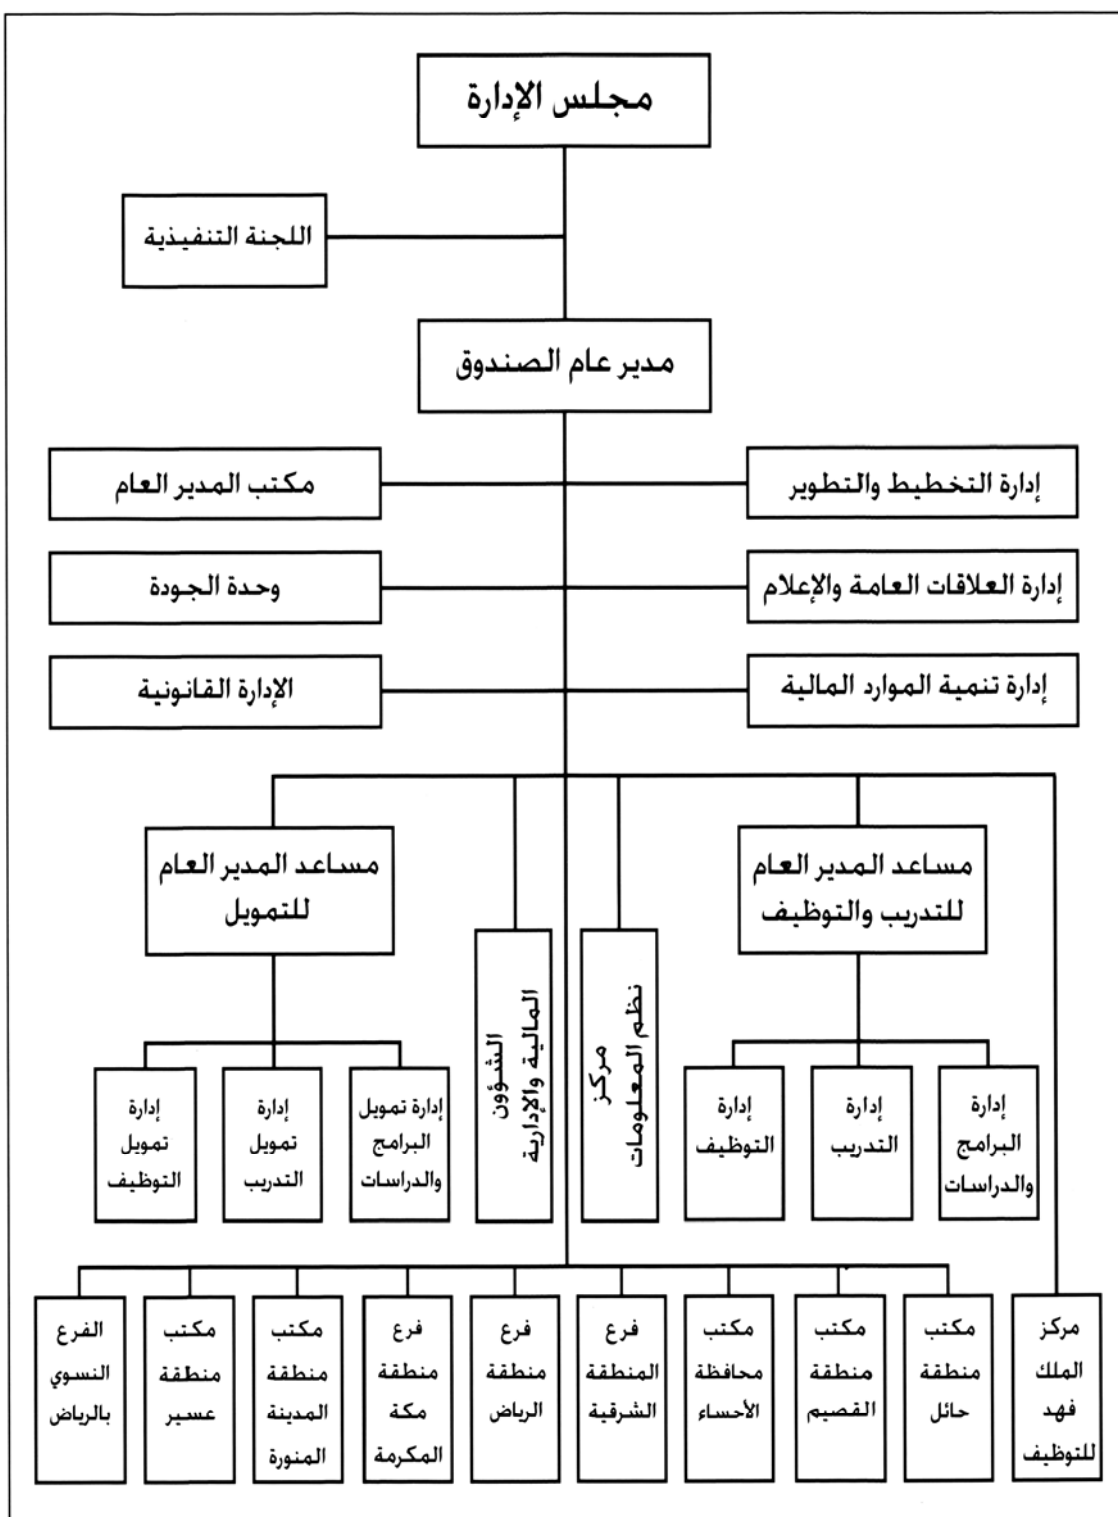 مجلس الإدارة
اللجنة التنفيذية
مدير عام الصندوق
إدارة التخطيط والتطوير
مكتب المدير العام
إدارة العلاقات العامة والإعلام
وحدة الجودة
إدارة تنمية الموارد المالية
الإدارة القانونية
مساعد المدير العام
للتدريب والتوظيف
مساعد المدير العام
للتمويل
مركز
نظم المعلومات
الشؤون
المالية والإدارية
إدارة
البرامج
والدراسات
إدارة
التدريب
إدارة
التوظيف
إدارة تمويل
البرامج
والدراسات
إدارة
تمويل
التدريب
إدارة
تمويل
التوظيف
مركز
الملك
فهد
للتوظيف
مكتب
منطقة
حائل
مكتب
منطقة
القصيم
مكتب
محافظة
الأحساء
فرع
المنطقة
الشرقية
فرع
منطقة
الرياض
فرع
منطقة
مكة
المكرمة
مكتب
منطقة
المدينة
المنورة
مكتب
منطقة
عسير
الفرع
النسوي
بالرياض